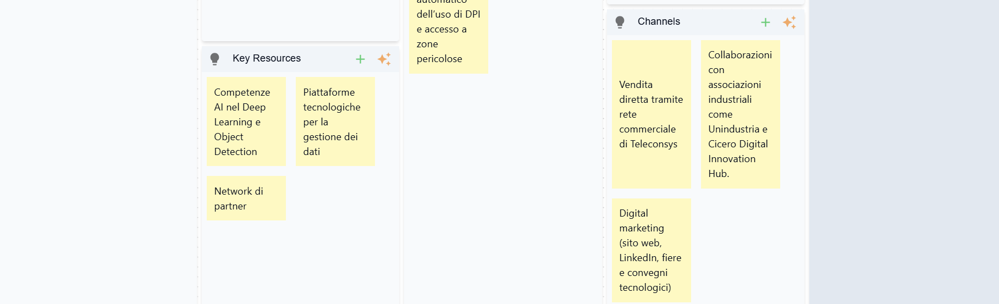 automatico
dell'uso di DPI
e accesso a
zone
pericolose
Key Resources
Competenze
AI nel Deep
Learning e
Object
Detection
Piattaforme
tecnologiche
per la
gestione dei
dati
Network di
partner
Channels
Vendita
diretta tramite
rete
commerciale
di Teleconsys
Collaborazioni
con
associazioni
industriali
come
Unindustria e
Cicero Digital
Innovation
Hub.
Digital
marketing
(sito web,
LinkedIn, fiere
e convegni
tecnologici)